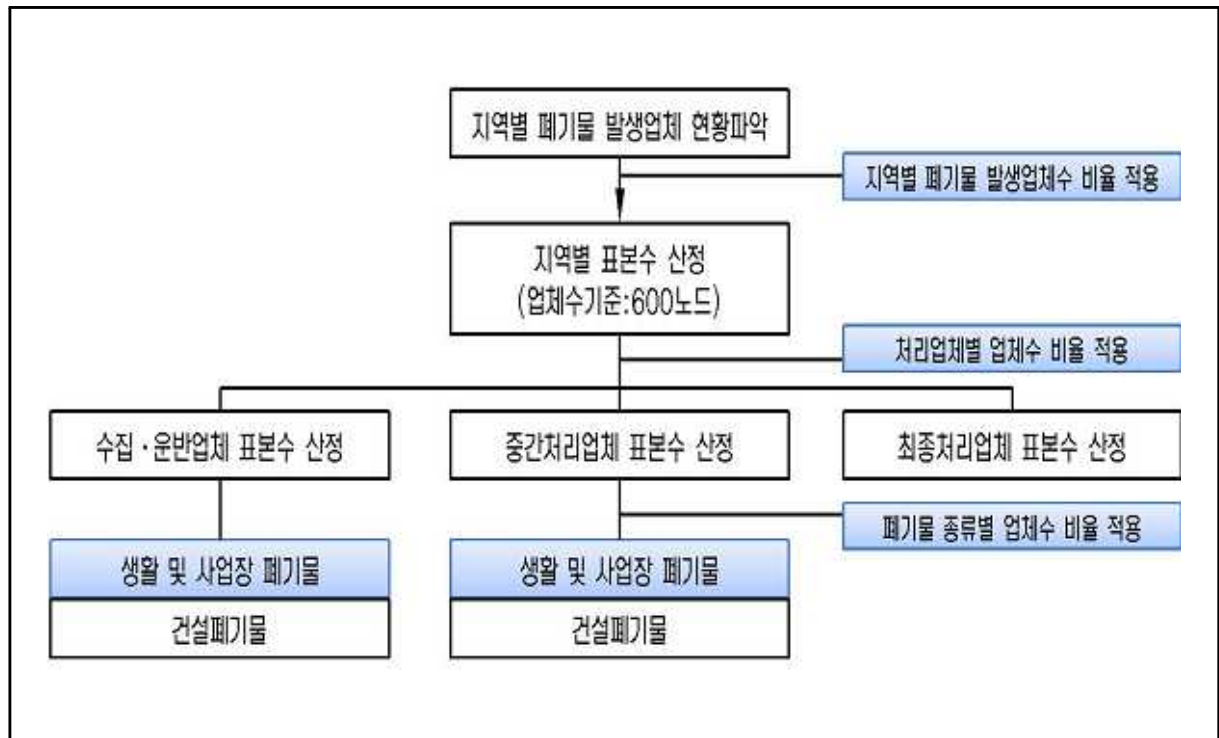 지역별 폐기물 발생업체 현황파악
지역별 폐기물 발생업체수 비율 적용
지역별 표본수 산정
(업체수기준:600노드)
처리업체별 업체수 비율 적용
수집·운반업체 표본수 산정
중간처리업체 표본수 산정
최종처리업체 표본수 산정
폐기물 종류별 업체수 비율 적용
생활 및 사업장 폐기물
건설폐기물
생활 및 사업장 폐기물
건설폐기물